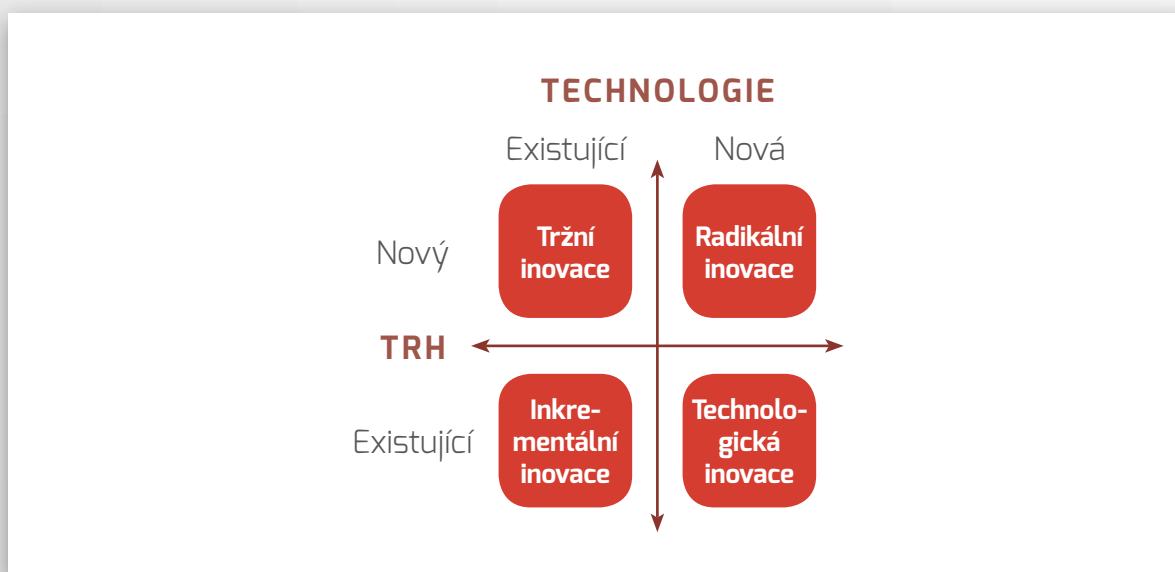 TECHNOLOGIE
Existující Nová
Nový
Tržní
inovace
Radikální
inovace
TRH
Existující
Inkre-
mentální
inovace
Technolo-
gická
inovace